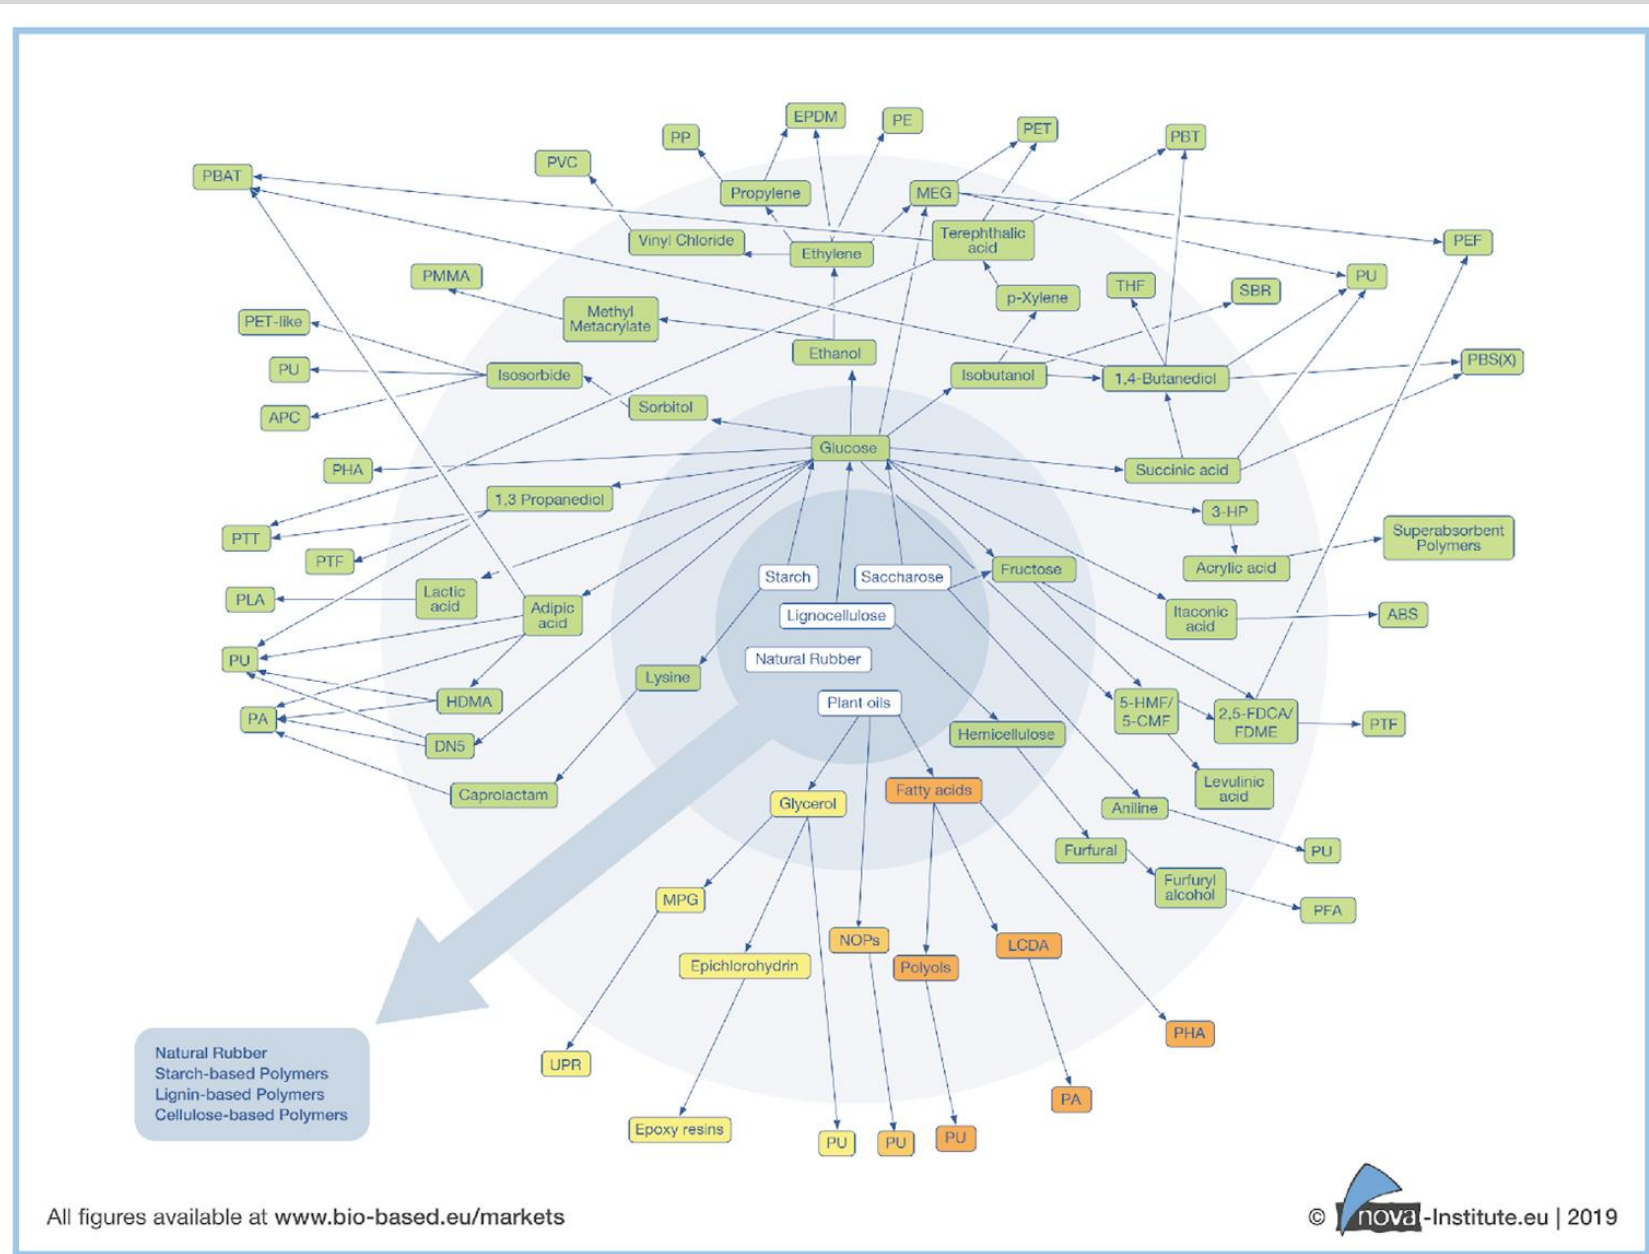 EPDM
PE
PP
PET
PBT
PVC
PBAT
Propylene
MEG
Vinyl Chloride
Ethylene
Terephthalic
acid
PEF
PMMA
PU
THF
SBR
p-Xylene
Methyl
Metacrylate
PET-like
Ethanol
PBS(X)
PU
Isosorbide
Isobutanol
1,4-Butanediol
APC
Sorbitol
Glucose
PHA
Succinic acid
1,3 Propanediol
3-HP
PTT
Superabsorbent
Polymers
PTF
Acrylic acid
Starch
Saccharose
Fructose
PLA
Lactic
acid
Adipic
acid
Lignocellulose
Itaconic
acid
ABS
PU
Natural Rubber
Lysine
HDMA
Plant oils
5-HMF/
5-CMF
2,5-FDCA/
FDME
PTF
PA
Hemicellulose
DN5
Caprolactam
Glycerol
Fatty acids
Levulinic
acid
Aniline
Furfural
PU
Furfuryl
alcohol
MPG
PFA
NOPs
LCDA
Epichlorohydrin
Polyols
PHA
UPR
PA
Epoxy resins
PU
PU
PU
Natural Rubber
Starch-based Polymers
Lignin-based Polymers
Cellulose-based Polymers
All figures available at www.bio-based.eu/markets
© nova-Institute.eu | 2019